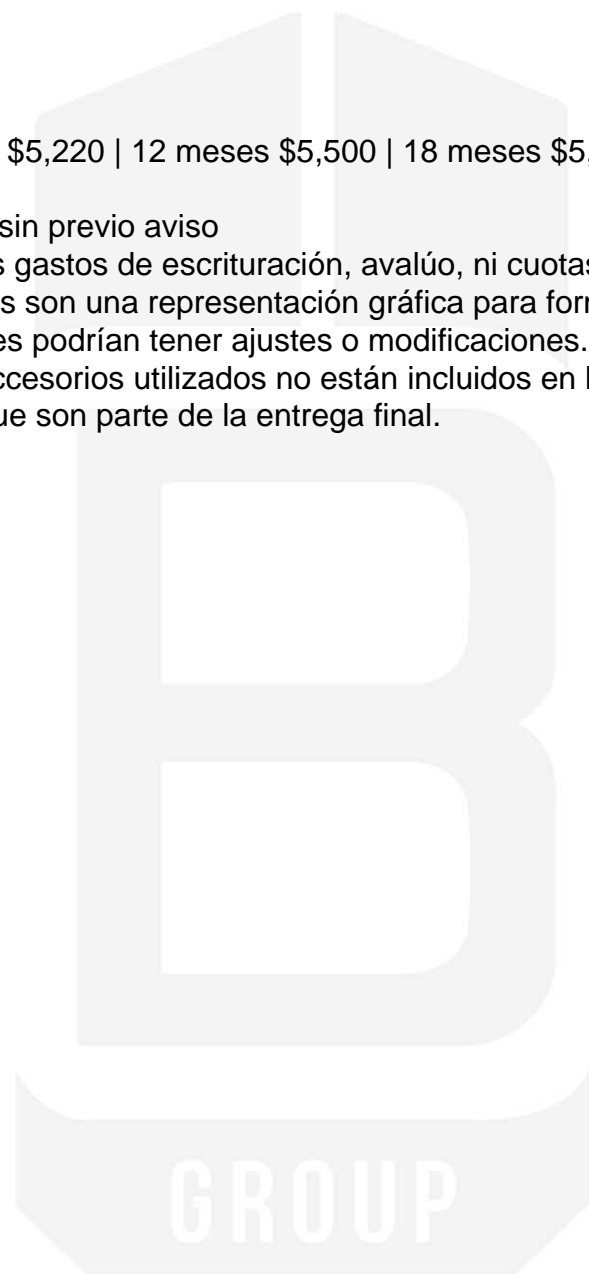 $5,220 | 12 meses $5,500 | 18 meses $5,
sin previo aviso
s gastos de escrituración, avalúo, ni cuotas
s son una representación gráfica para
es podrían tener ajustes o modificaciones.
ccesorios utilizados no están incluidos en
ue son parte de la entrega final.
B
GROUP